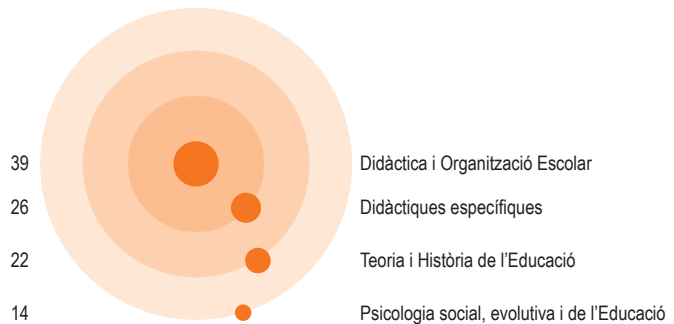 39 Didàctica i Organització Escolar
26 Didàctiques específiques
22 Teoria i Història de l’Educació
14 Psicologia social, evolutiva i de l’Educació